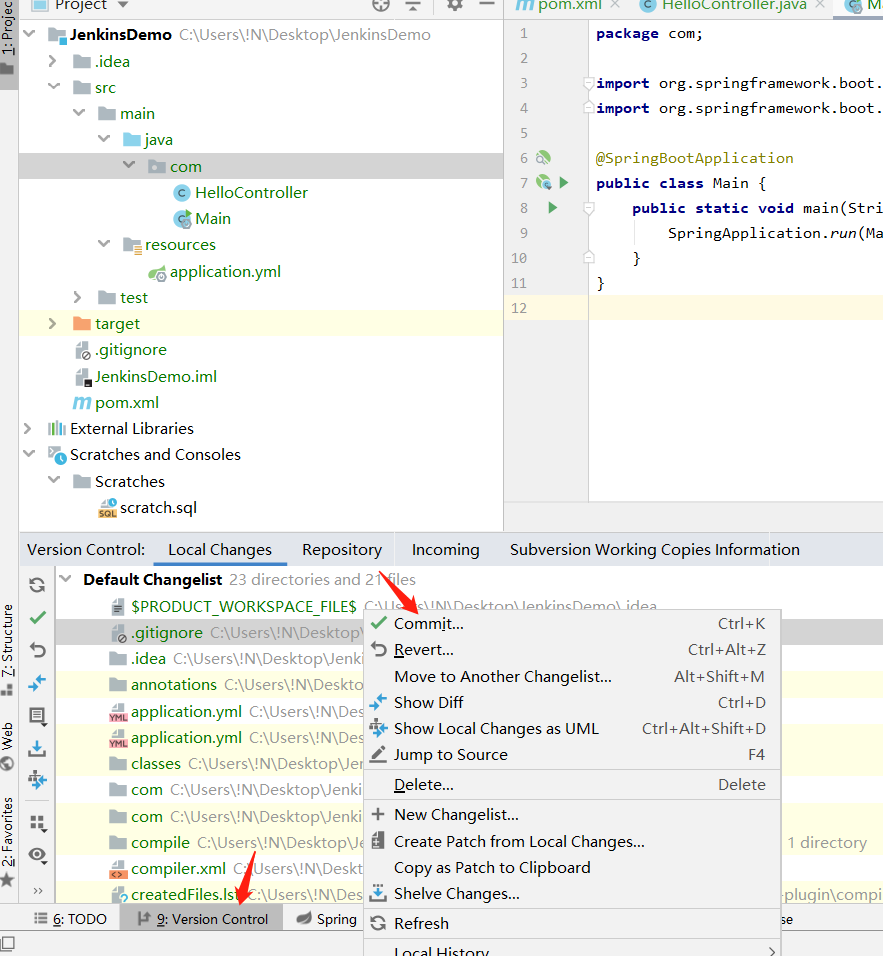 1: Project
Project
JenkinsDemo C:\Users\!N\Desktop\JenkinsDemo
.idea
src
main
java
com
HelloController
Main
resources
application.yml
test
target
.gitignore
JenkinsDemo.iml
pom.xml
External Libraries
Scratches and Consoles
Scratches
scratch.sql
pom.xml HelloController.java
1 package com;
2
3 import org.springframework.boot.
4 import org.springframework.boot.
5
6 @SpringBootApplication
7 public class Main {
8 public static void main(Stri
9 SpringApplication.run(Ma
10 }
11 }
12
Version Control: Local Changes Repository Incoming Subversion Working Copies Information
Default Changelist 23 directories and 21 files
$PRODUCT_WORKSPACE_FILE$ C:\Users\!N\Desktop\JenkinsDemo\.idea
.gitignore C:\Users\!N\Desktop\
.idea C:\Users\!N\Desktop\Jenki
annotations C:\Users\!N\Deskto
application.yml C:\Users\!N\Des
application.yml C:\Users\!N\Des
classes C:\Users\!N\Desktop\Jen
com C:\Users\!N\Desktop\Jenki
com C:\Users\!N\Desktop\Jenki
compile C:\Users\!N\Desktop\Je
1 directory
compiler.xml C:\Users\!N\Deskt
createdFiles.lst C:\Users\!N\Des
-plugin\compi
Commit... Ctrl+K
Revert... Ctrl+Alt+Z
Move to Another Changelist... Alt+Shift+M
Show Diff Ctrl+D
Show Local Changes as UML Ctrl+Alt+Shift+D
Jump to Source F4
Delete... Delete
New Changelist...
Create Patch from Local Changes...
Copy as Patch to Clipboard
Shelve Changes...
Refresh
Local History
7: Structure
Web
2: Favorites
6: TODO 9: Version Control Spring